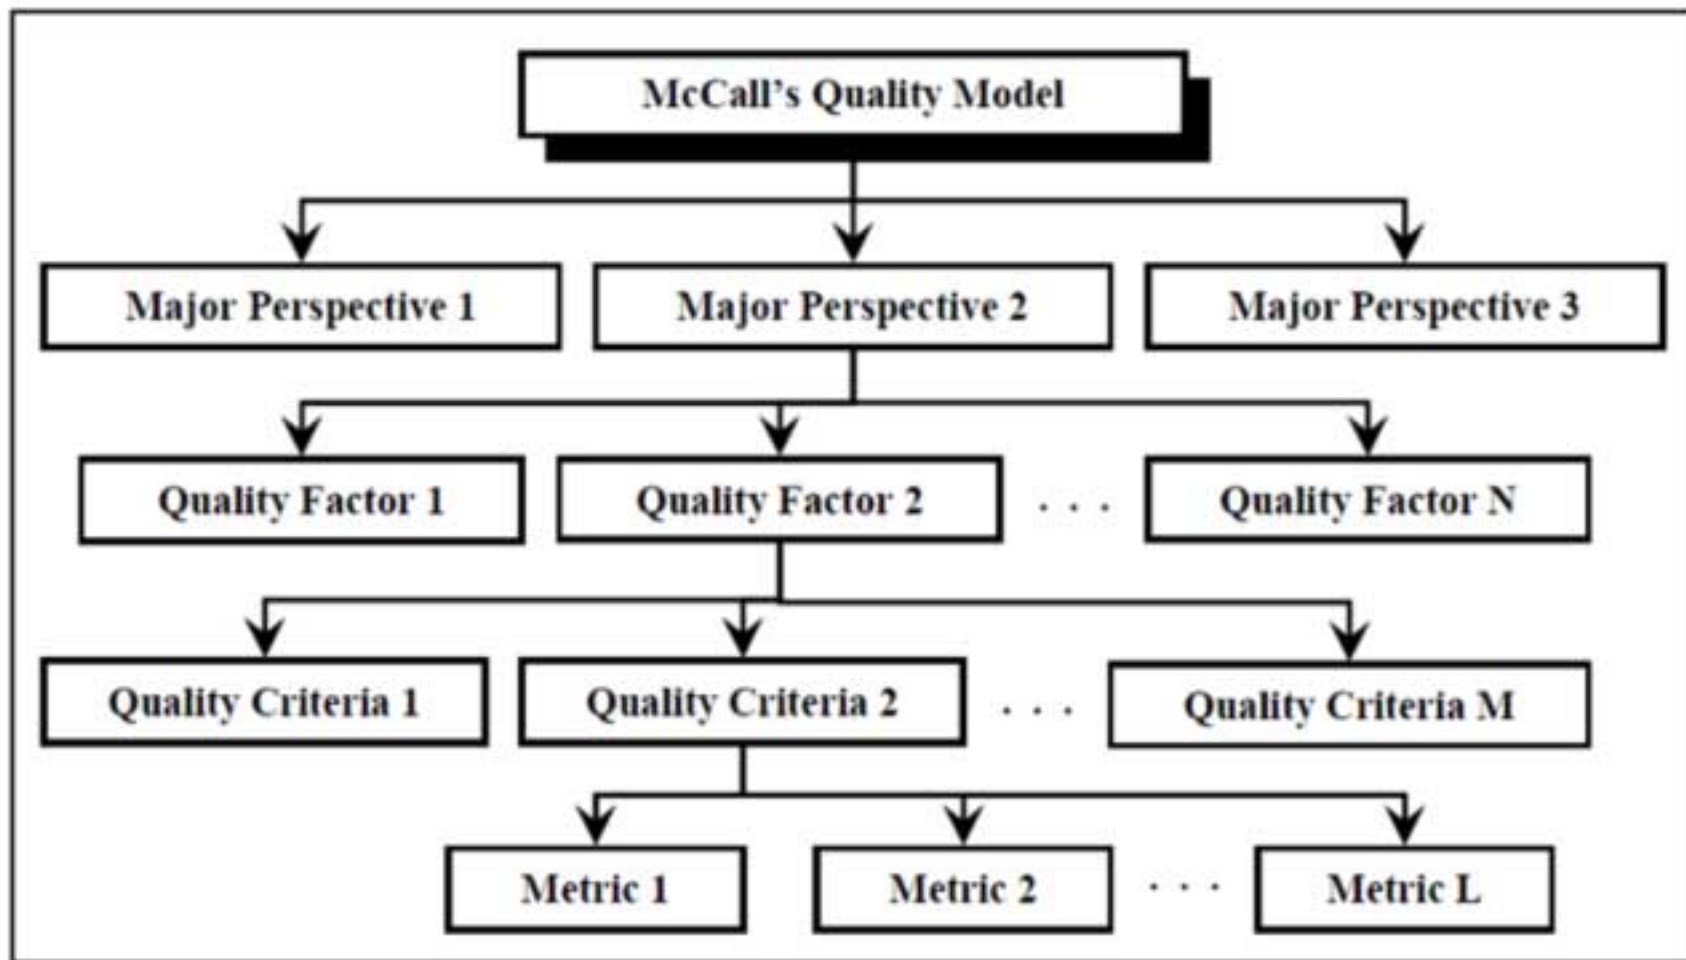 McCall's Quality Model
Major Perspective 1
Major Perspective 2
Major Perspective 3
Quality Factor 1
Quality Factor 2
. . .
Quality Factor N
Quality Criteria 1
Quality Criteria 2
. . .
Quality Criteria M
Metric 1
Metric 2
. . .
Metric L